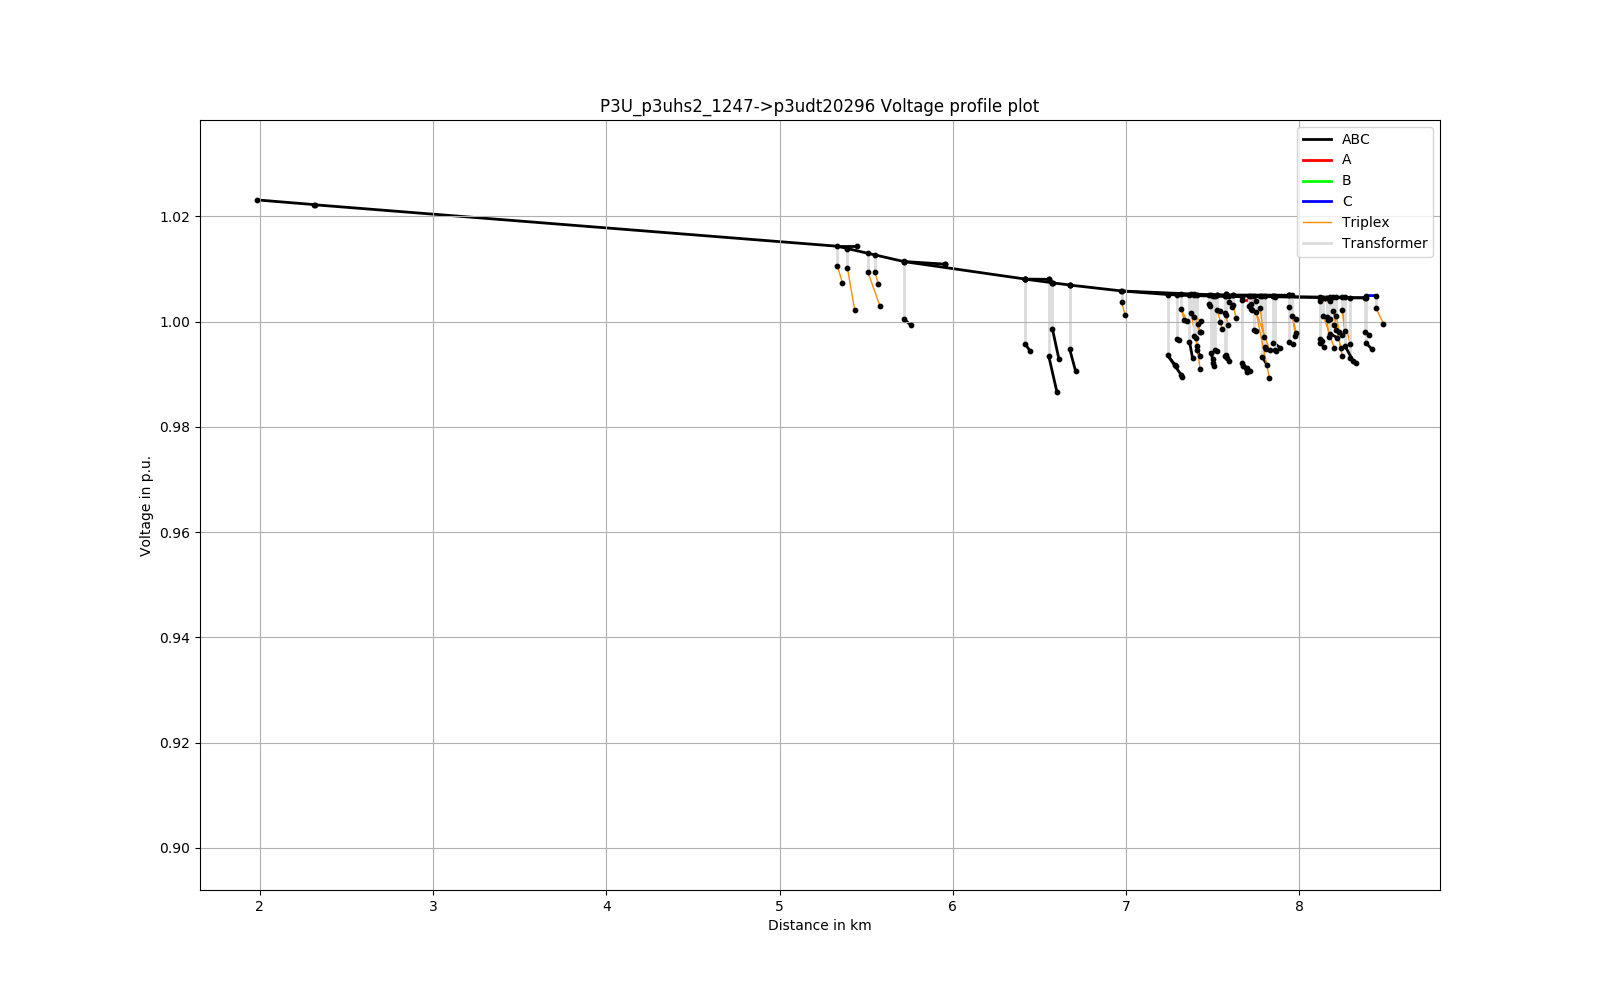 P3U_p3uhs2_1247->p3udt20296 Voltage profile plot
ABC
A
B
C
Triplex
Transformer
Voltage in p.u.
1.02
1.00
0.98
0.96
0.94
0.92
0.90
2 3 4 5 6 7 8
Distance in km